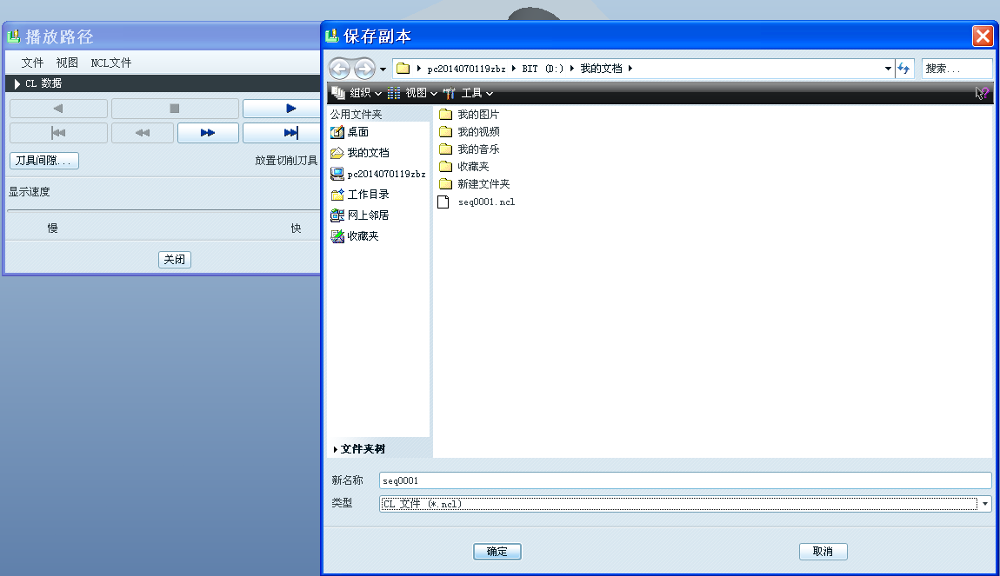 播放路径
文件 视图 NCL文件
CL 数据
刀具间隙...
放置切削刀具
显示速度
慢 快
关闭
保存副本
pc2014070119zbz BIT (D:) 我的文档
搜索...
组织 视图 工具
公用文件夹
桌面
我的文档
pc2014070119zbz
工作目录
网上邻居
收藏夹
文件夹树
我的图片
我的视频
我的音乐
收藏夹
新建文件夹
seq0001.ncl
新名称 seq0001
类型 CL 文件 (*.ncl)
确定 取消